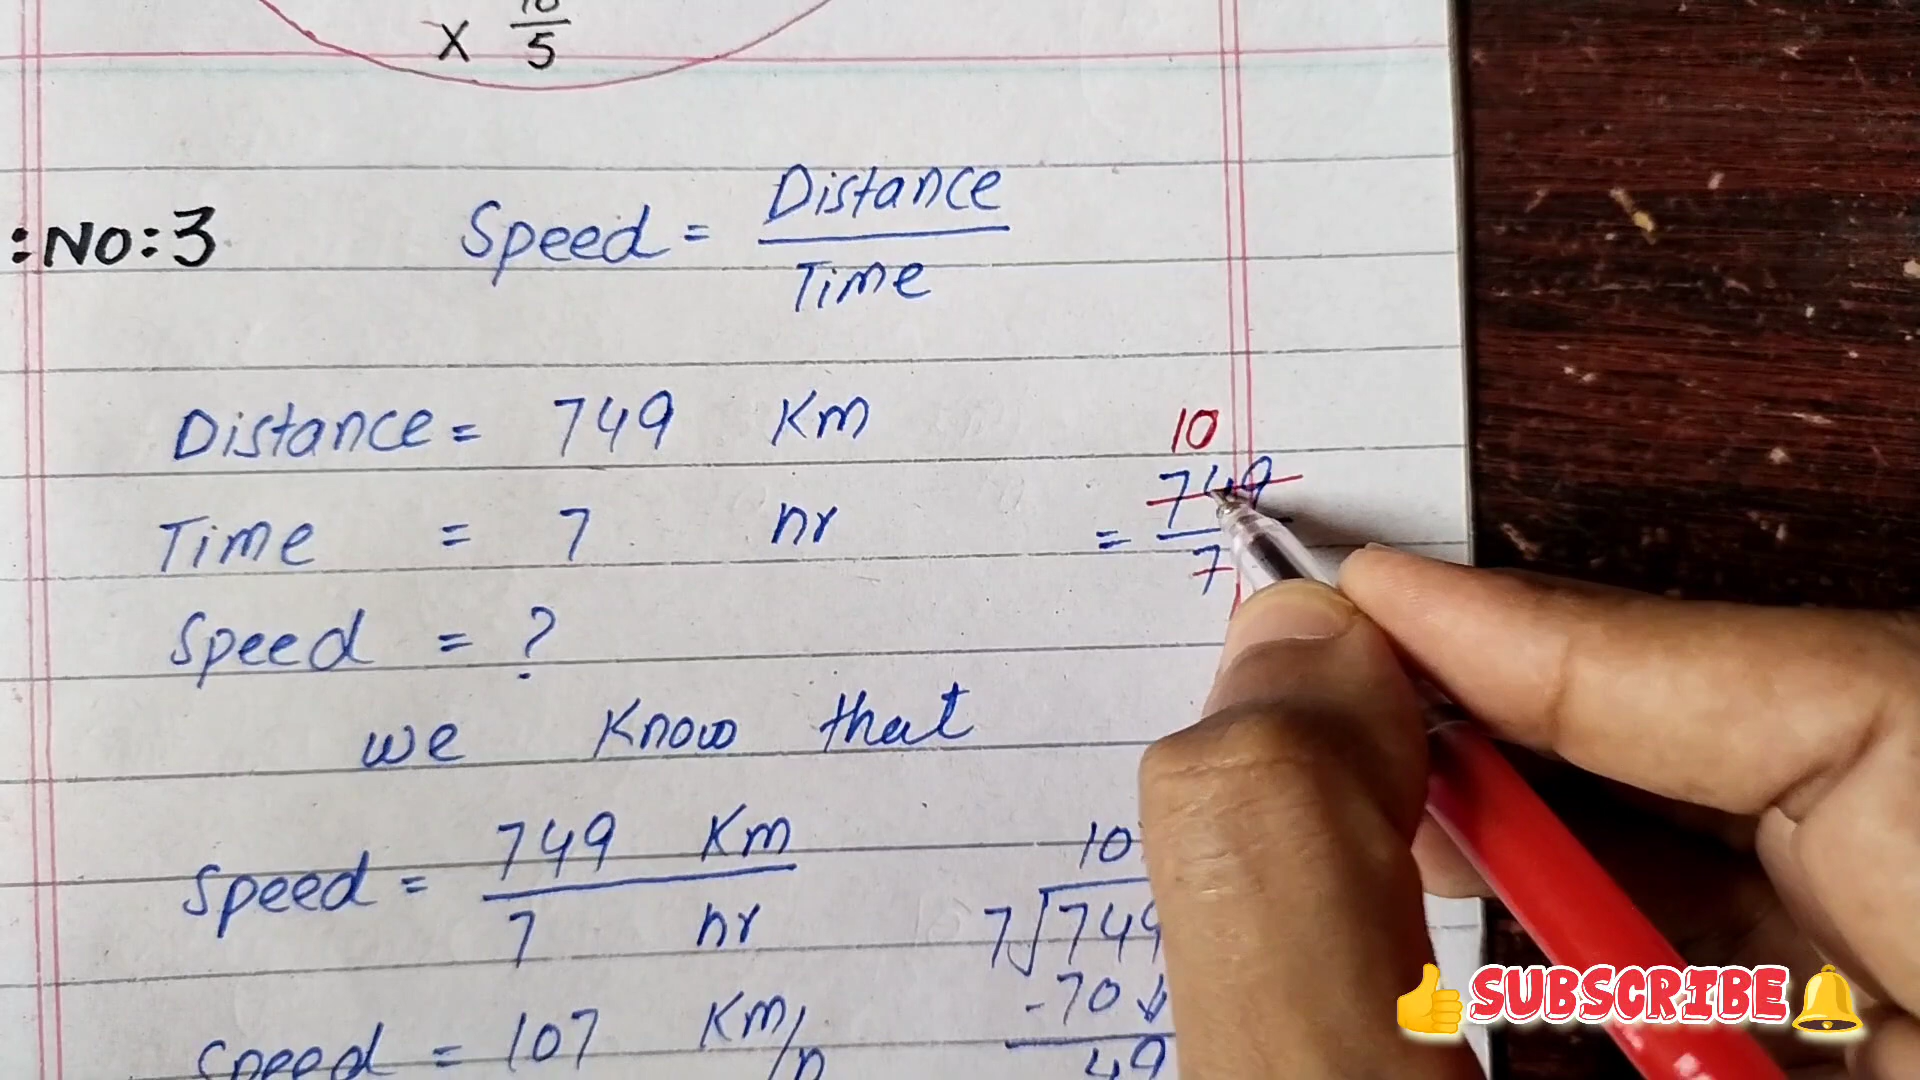 x 10/5
:NO:3
Speed = Distance/Time
Distance = 749 Km
Time = 7 hr
Speed = ?
10
= 749/7
we Know that
Speed = 749 Km/7 hr
10
7√749
-70↓
49
Speed = 107 Km/h
SUBSCRIBE